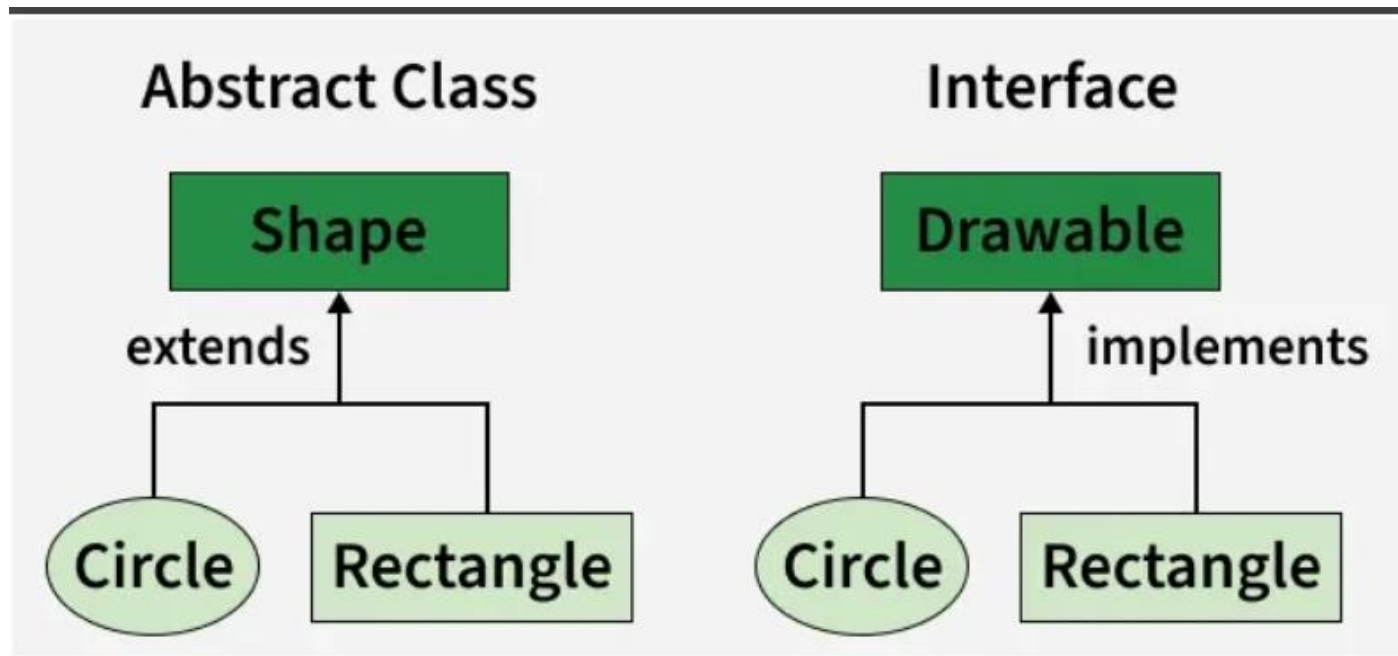 Abstract Class
Shape
extends
Circle
Rectangle
Interface
Drawable
implements
Circle
Rectangle